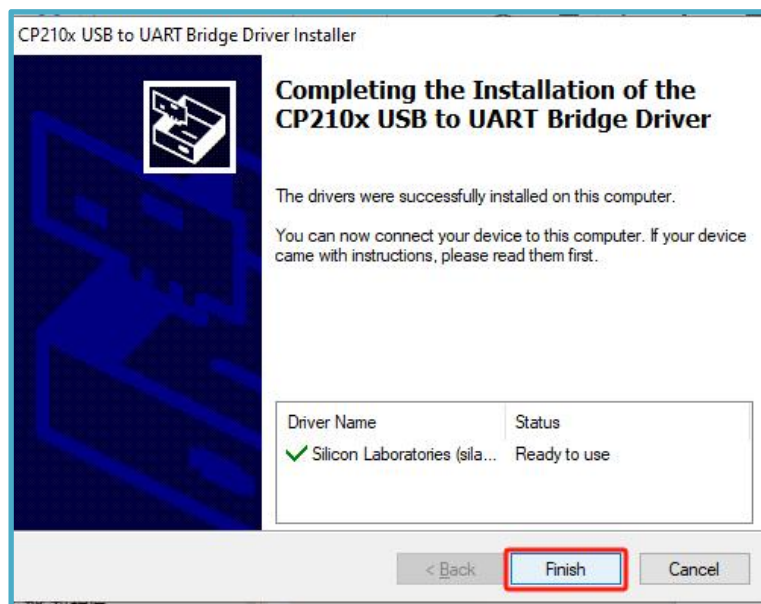 CP210x USB to UART Bridge Driver Installer
Completing the Installation of the
CP210x USB to UART Bridge Driver
The drivers were successfully installed on this computer.
You can now connect your device to this computer. If your device
came with instructions, please read them first.
Driver Name Status
Silicon Laboratories (sila... Ready to use
< Back Finish Cancel